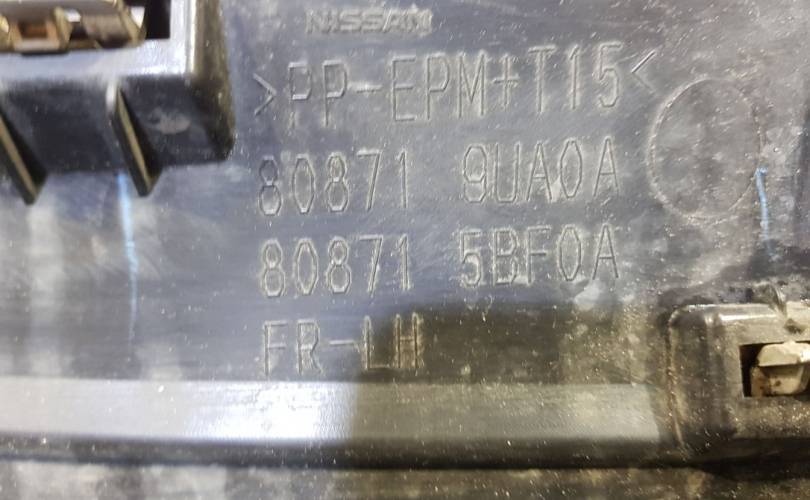 NISSAN
>PP-EPM+T15<
80871 9UA0A
80871 5BF0A
FR-LH